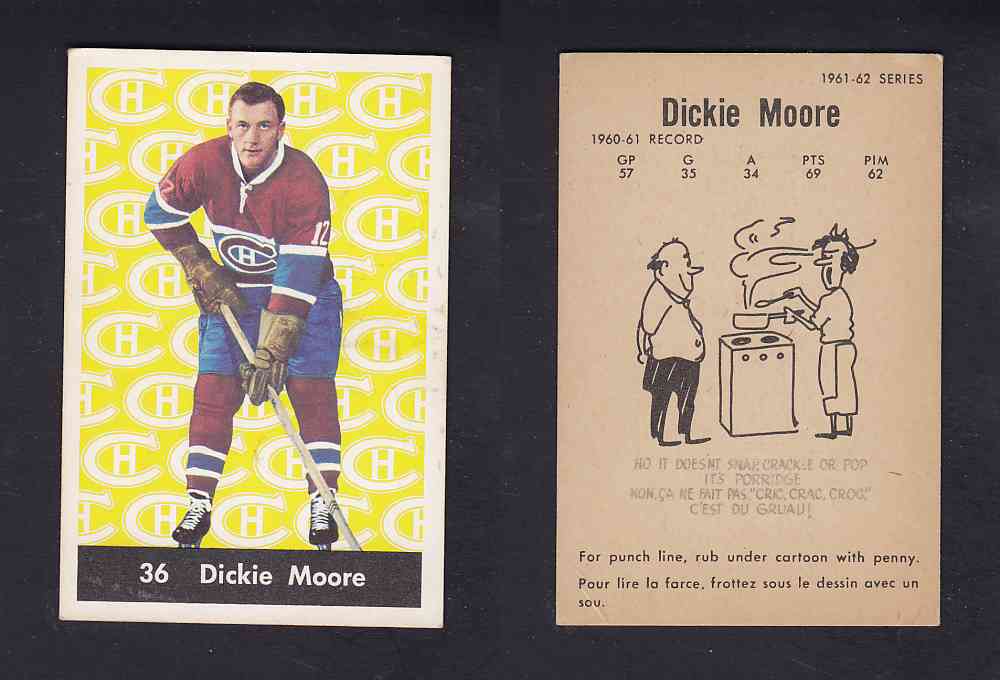 12
12
36 Dickie Moore
1961-62 SERIES
Dickie Moore
1960-61 RECORD
GP G A PTS PIM
57 35 34 69 62
NO IT DOESN'T SNAP, CRACKLE OR POP
IT'S PORRIDGE
NON, ÇA NE FAIT PAS "CRIC, CRAC, CROC,"
C'EST DU GRUAU!
For punch line, rub under cartoon with penny.
Pour lire la farce, frottez sous le dessin avec un
sou.